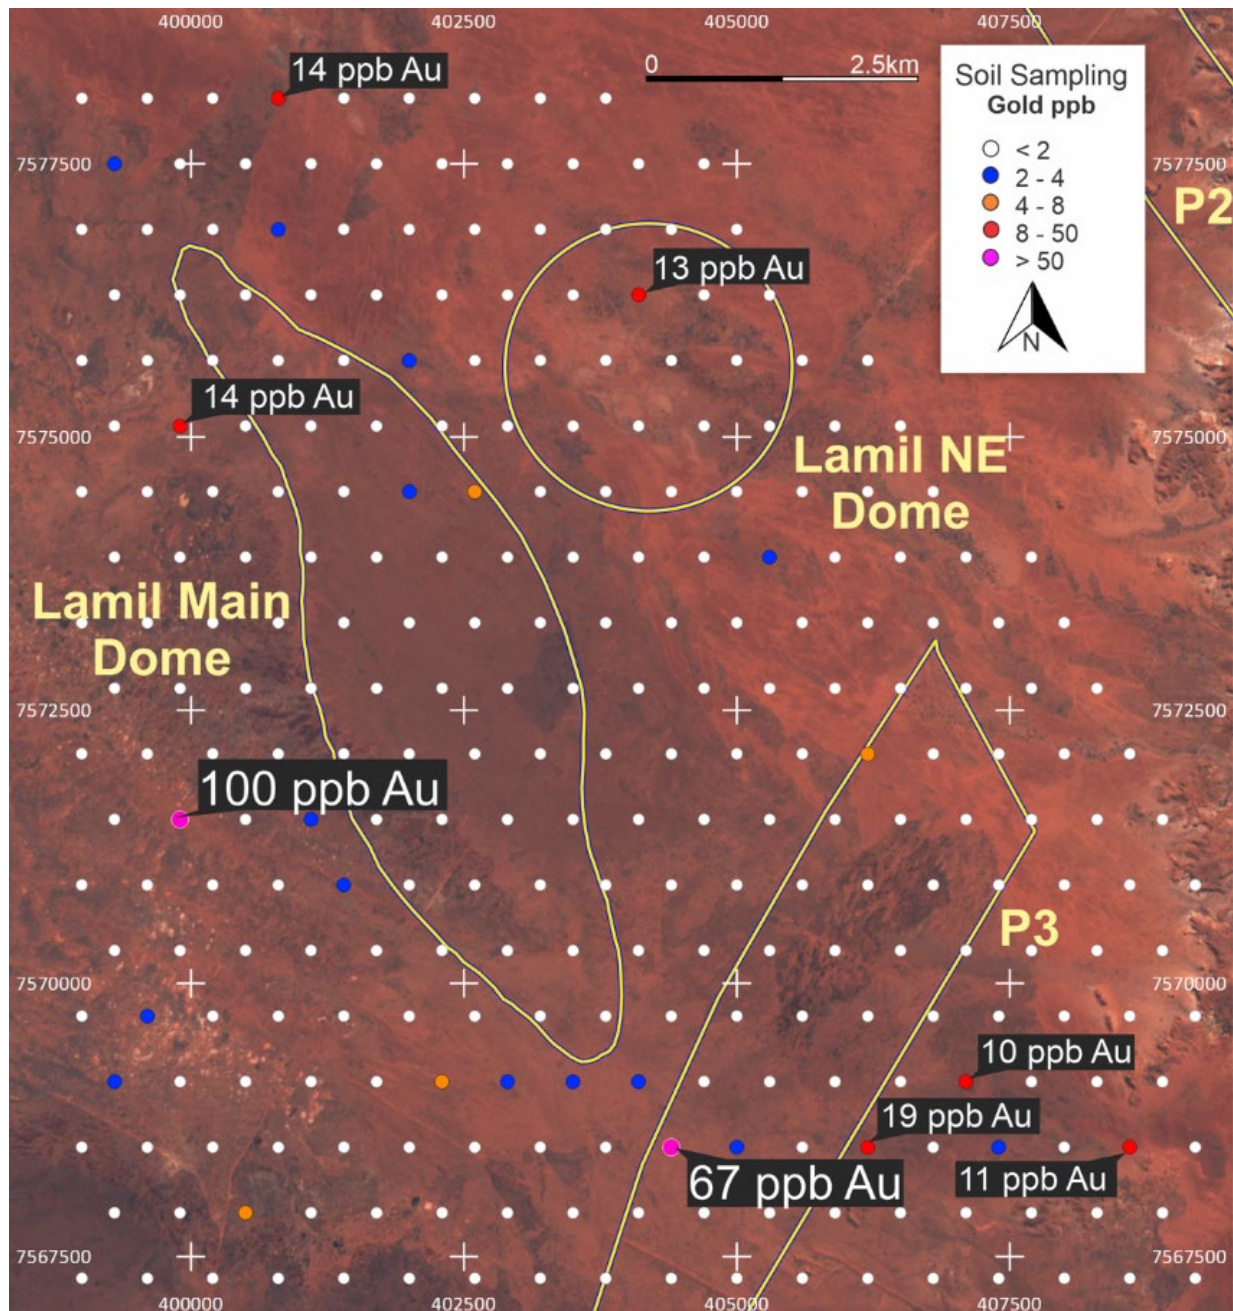 400000 402500 405000 407500
14 ppb Au
0 2.5km
Soil Sampling
Gold ppb
< 2
2 - 4
4 - 8
8 - 50
> 50
N
7577500 7577500
P2
13 ppb Au
14 ppb Au
7575000 7575000
Lamil NE
Dome
Lamil Main
Dome
7572500 7572500
100 ppb Au
P3
7570000 7570000
10 ppb Au
19 ppb Au
67 ppb Au
11 ppb Au
7567500 7567500
400000 402500 405000 407500